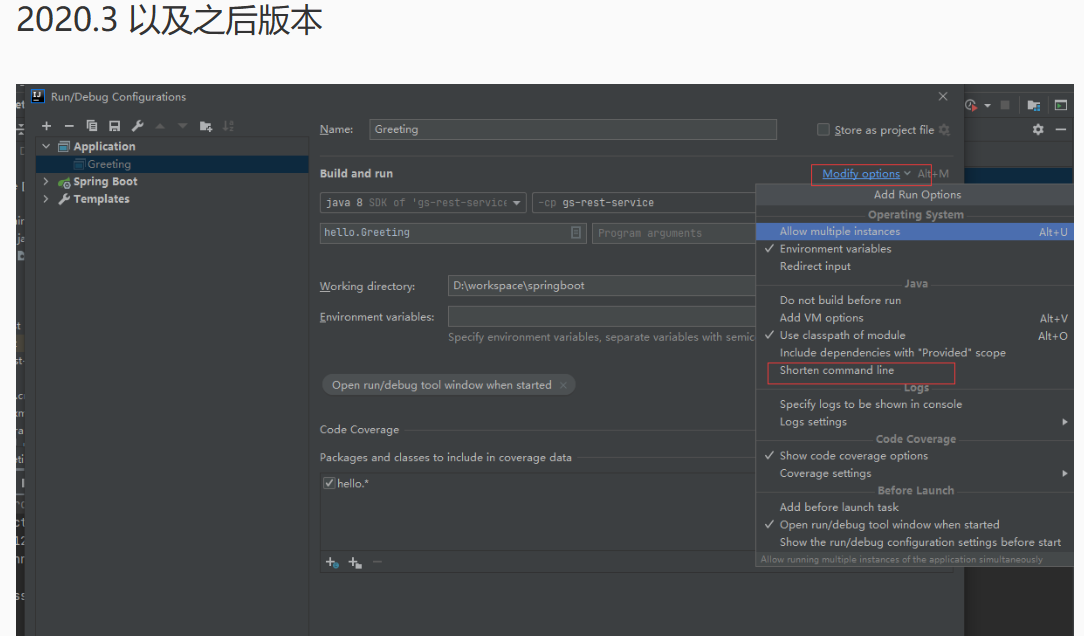 2020.3 以及之后版本
Run/Debug Configurations
Name: Greeting
Store as project file
Application
Greeting
Spring Boot
Templates
Build and run
Modify options Alt+M
java 8 SDK of 'gs-rest-service
-cp gs-rest-service
hello.Greeting
Program arguments
Working directory: D:\workspace\springboot
Environment variables:
Specify environment variables, separate variables with semic
Open run/debug tool window when started
Code Coverage
Packages and classes to include in coverage data
hello.*
Add Run Options
Operating System
Allow multiple instances Alt+U
Environment variables
Redirect input
Java
Do not build before run
Add VM options Alt+V
Use classpath of module Alt+O
Include dependencies with "Provided" scope
Shorten command line
Logs
Specify logs to be shown in console
Logs settings
Code Coverage
Show code coverage options
Coverage settings
Before Launch
Add before launch task
Open run/debug tool window when started
Show the run/debug configuration settings before start
Allow running multiple instances of the application simultaneously